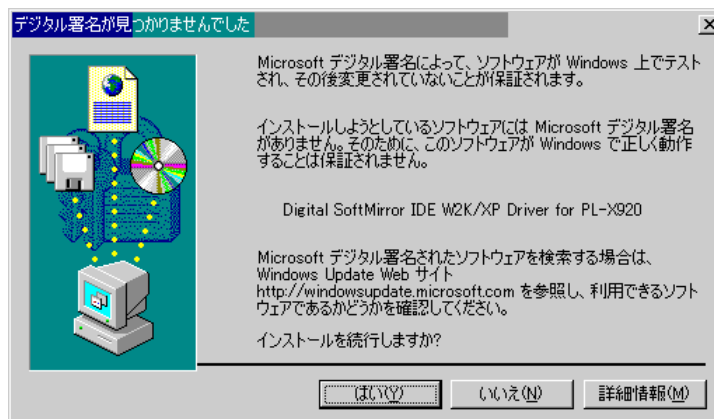 デジタル署名が見つかりませんでした
Microsoft デジタル署名によって、ソフトウェアが Windows 上でテスト
され、その後変更されていないことが保証されます。
インストールしようとしているソフトウェアには Microsoft デジタル署名
がありません。そのために、このソフトウェアが Windows で正しく動作
することは保証されません。
Digital SoftMirror IDE W2K/XP Driver for PL-X920
Microsoft デジタル署名されたソフトウェアを検索する場合は、
Windows Update Web サイト
http://windowsupdate.microsoft.com を参照し、利用できるソフト
ウェアであるかどうかを確認してください。
インストールを続行しますか?
はい(Y) いいえ(N) 詳細情報(M)